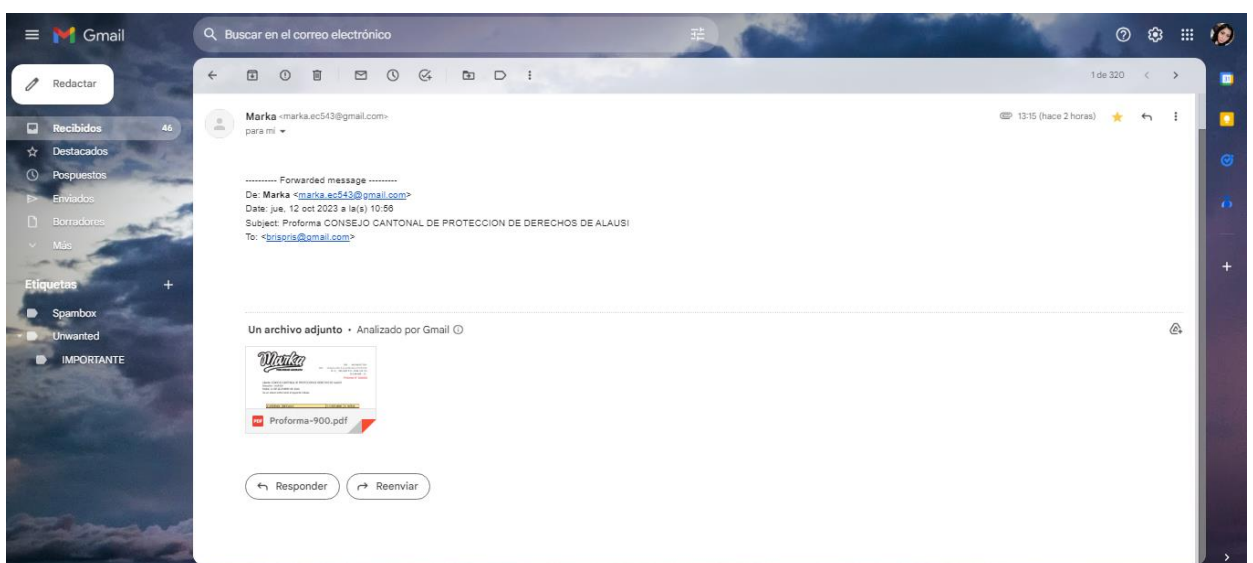 Gmail
Buscar en el correo electrónico
Redactar
1 de 320
Recibidos 46
Destacados
Pospuestos
Enviados
Borradores
Más
Etiquetas +
Spambox
Unwanted
IMPORTANTE
Marka <marka.ec543@gmail.com>
13:15 (hace 2 horas)
para mí
---------- Forwarded message ---------
De: Marka <marka.ec543@gmail.com>
Date: jue, 12 oct 2023 a la(s) 10:56
Subject: Proforma CONSEJO CANTONAL DE PROTECCION DE DERECHOS DE ALAUSI
To: <brispris@gmail.com>
Un archivo adjunto • Analizado por Gmail
Marka
PDF Proforma-900.pdf
Responder
Reenviar